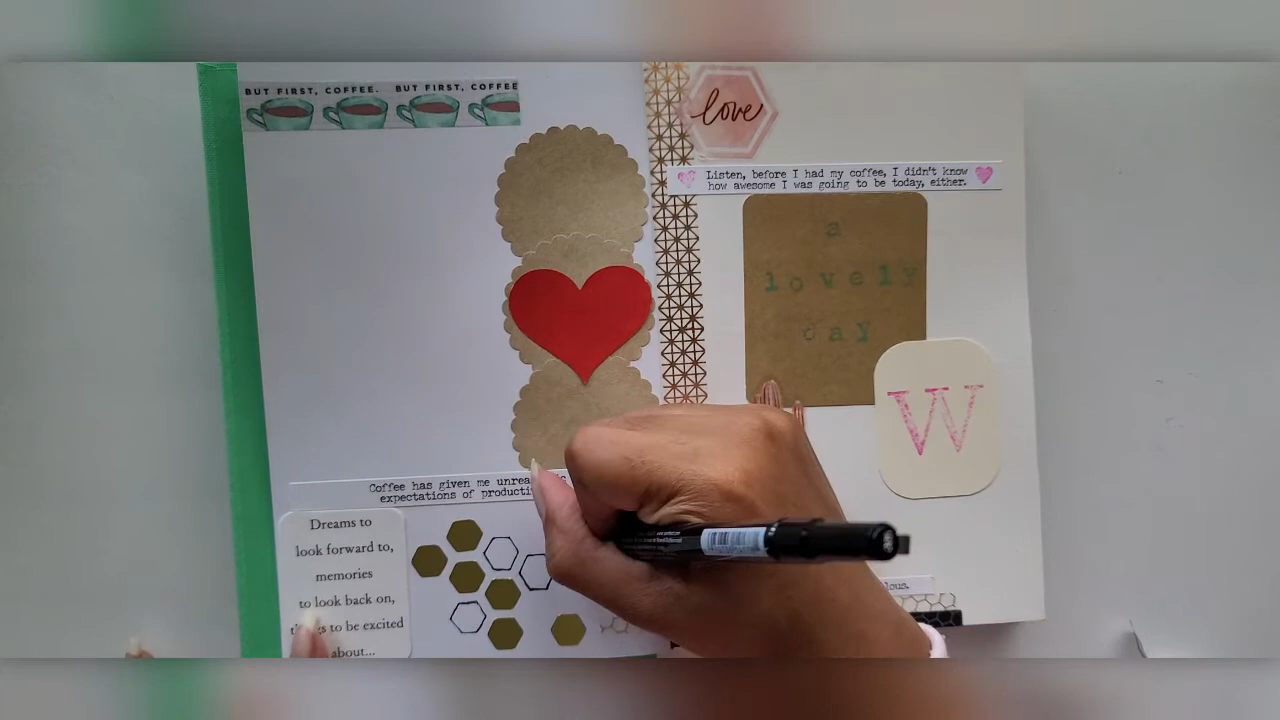 BUT FIRST, COFFEE. BUT FIRST, COFFEE
love
Listen, before I had my coffee, I didn't know
how awesome I was going to be today, either.
a
lovely
day
W
Coffee has given me
expectations of
Dreams to
look forward to,
memories
to look back on,
to be excited
about...